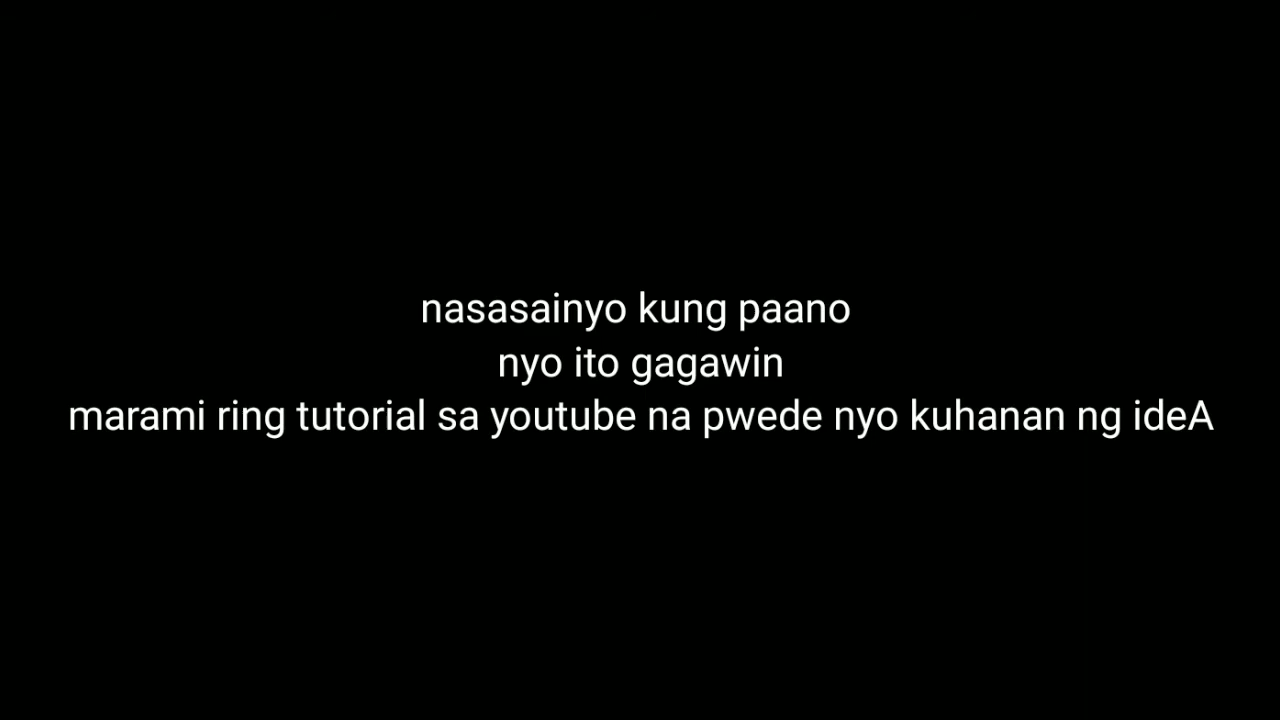 nasasainyo kung paano
nyo ito gagawin
marami ring tutorial sa youtube na pwede nyo kuhanan ng ideA